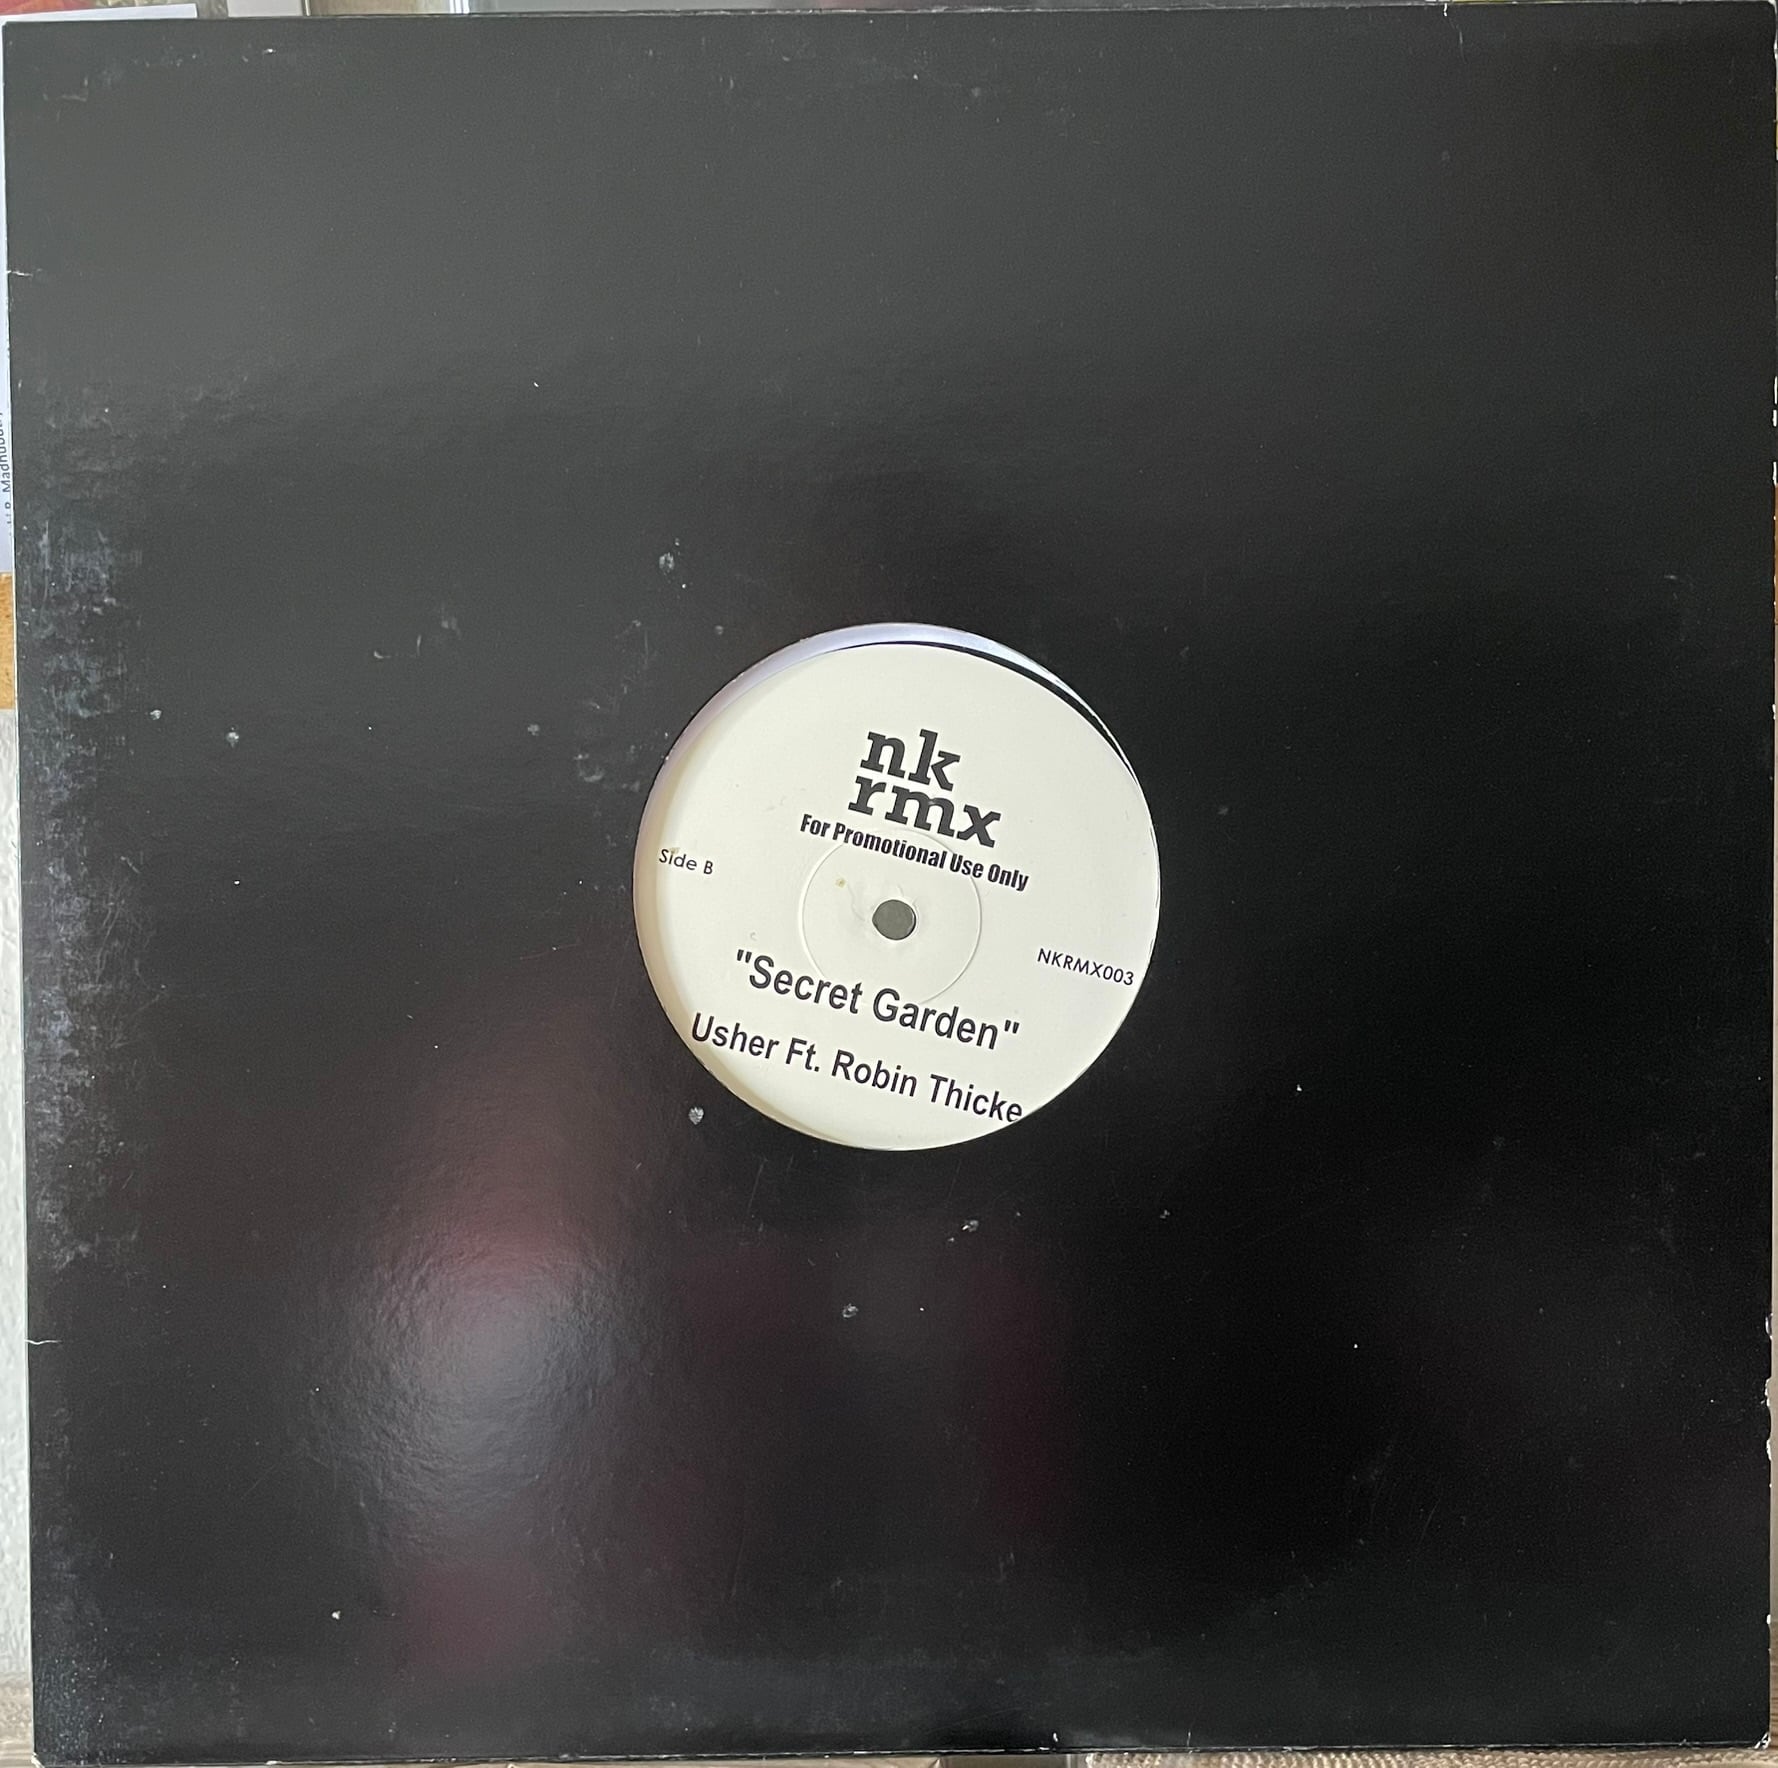 nk
rmx
For Promotional Use Only
Side B
NKRMX003
"Secret Garden"
Usher Ft. Robin Thicke